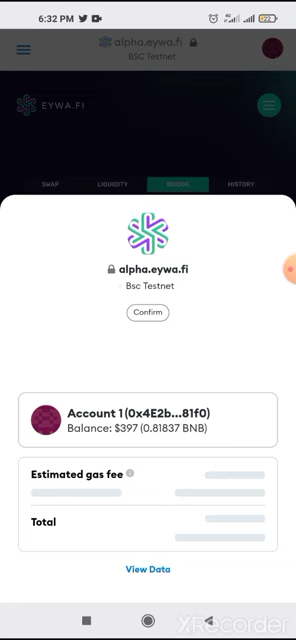 6:32 PM
22
alpha.eywa.fi
BSC Testnet
EYWA.FI
SWAP LIQUIDITY BRIDGE HISTORY
alpha.eywa.fi
Bsc Testnet
Confirm
Account 1 (0x4E2b...81f0)
Balance: $397 (0.81837 BNB)
Estimated gas fee
Total
View Data
XRecorder